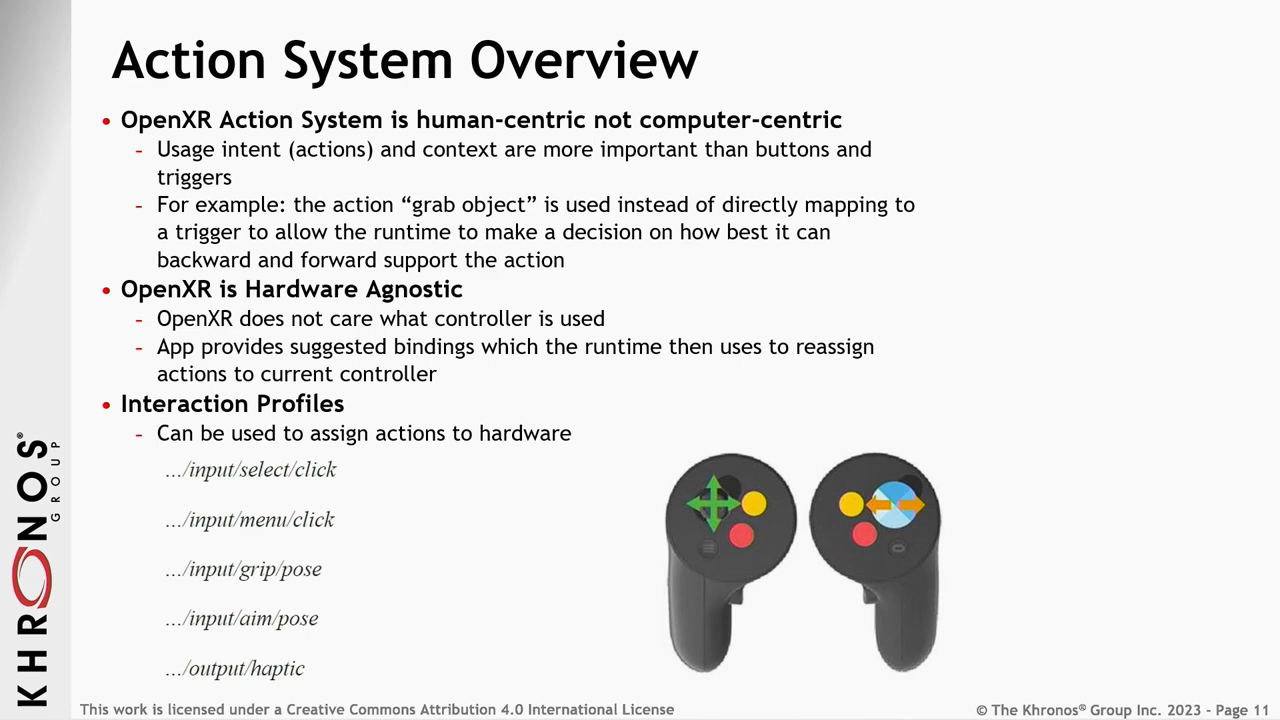 Action System Overview
• OpenXR Action System is human-centric not computer-centric
- Usage intent (actions) and context are more important than buttons and
triggers
- For example: the action “grab object” is used instead of directly mapping to
a trigger to allow the runtime to make a decision on how best it can
backward and forward support the action
• OpenXR is Hardware Agnostic
- OpenXR does not care what controller is used
- App provides suggested bindings which the runtime then uses to reassign
actions to current controller
• Interaction Profiles
- Can be used to assign actions to hardware
.../input/select/click
.../input/menu/click
.../input/grip/pose
.../input/aim/pose
.../output/haptic
KHRONOS®
GROUP
This work is licensed under a Creative Commons Attribution 4.0 International License
© The Khronos® Group Inc. 2023 - Page 11